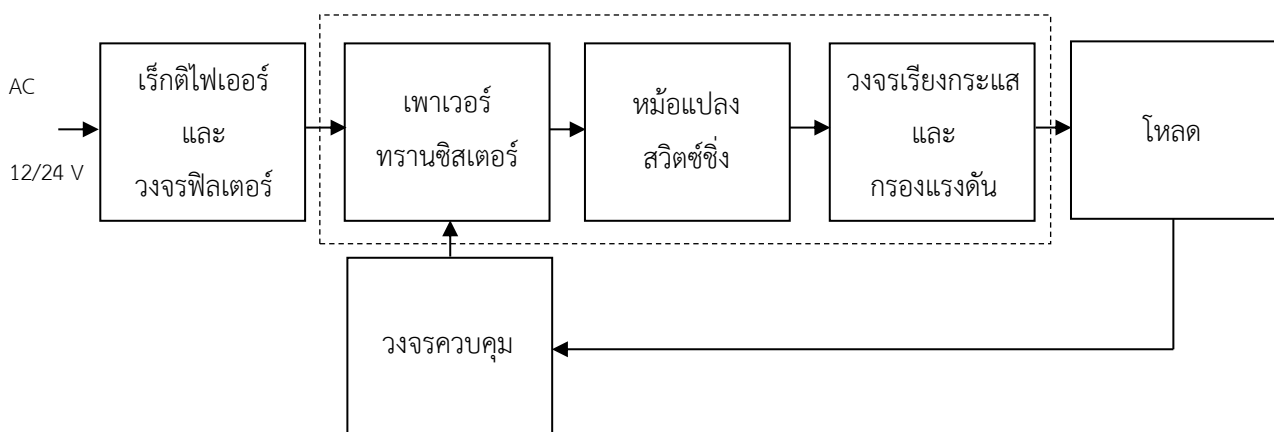 AC
12/24 V
เร็กติไฟเออร์
และ
วงจรฟิลเตอร์
เพาเวอร์
ทรานซิสเตอร์
หม้อแปลง
สวิตซ์ชิ่ง
วงจรเรียงกระแส
และ
กรองแรงดัน
โหลด
วงจรควบคุม